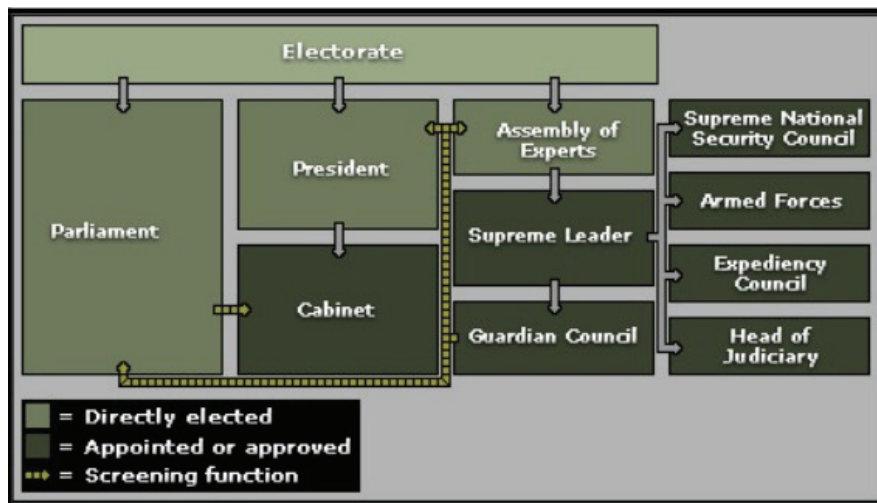 Electorate
Parliament
President
Cabinet
Assembly of
Experts
Supreme Leader
Guardian Council
Supreme National
Security Council
Armed Forces
Expediency
Council
Head of
Judiciary
= Directly elected
= Appointed or approved
= Screening function